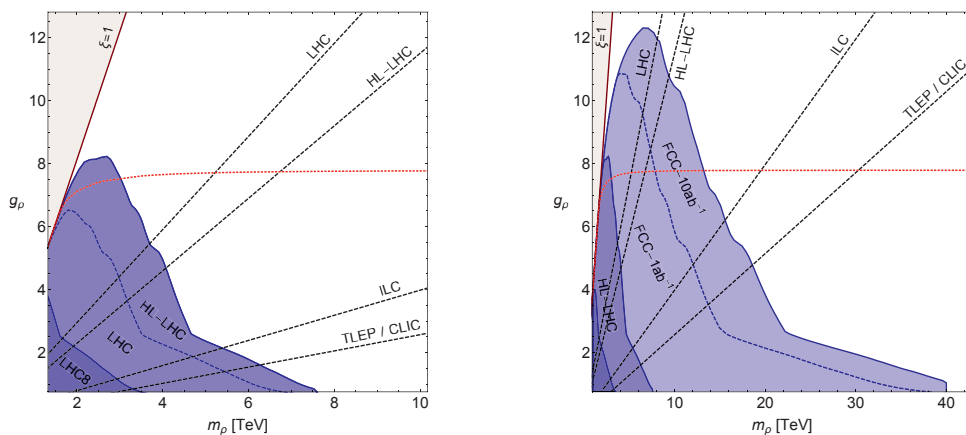 ξ=1
LHC
HL-LHC
ILC
TLEP / CLIC
HL-LHC
LHC
LHC8
12
10
8
6
4
2
gρ
2
4
6
8
10
mρ [TeV]
ξ=1
LHC
HL-LHC
ILC
TLEP / CLIC
FCC-10ab⁻¹
FCC-1ab⁻¹
HL-LHC
12
10
8
6
4
2
gρ
10
20
30
40
mρ [TeV]